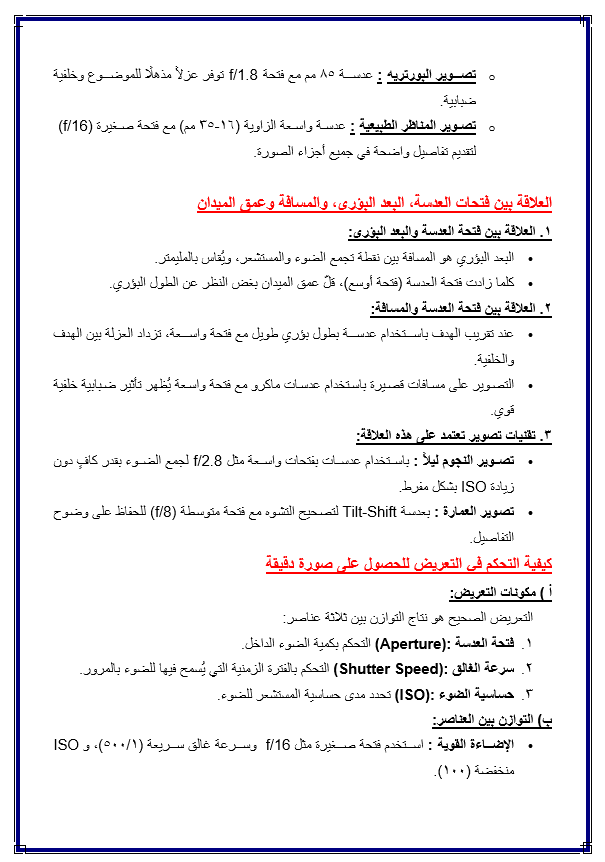 o تصوير البورتريه : عدسة ٨٥ مم مع فتحة f/1.8 توفر عزلاً مذهلًا للموضوع وخلفية
ضبابية.
o تصوير المناظر الطبيعية : عدسة واسعة الزاوية (١٦-٣٥ مم) مع فتحة صغيرة (f/16)
لتقديم تفاصيل واضحة في جميع أجزاء الصورة.
العلاقة بين فتحات العدسة، البعد البؤري، والمسافة وعمق الميدان
١. العلاقة بين فتحة العدسة والبعد البؤري:
• البعد البؤري هو المسافة بين نقطة تجمع الضوء والمستشعر، ويُقاس بالمليمتر.
• كلما زادت فتحة العدسة (فتحة أوسع)، قلّ عمق الميدان بغض النظر عن الطول البؤري.
٢. العلاقة بين فتحة العدسة والمسافة:
• عند تقريب الهدف باستخدام عدسة بطول بؤري طويل مع فتحة واسعة، تزداد العزلة بين الهدف
والخلفية.
• التصوير على مسافات قصيرة باستخدام عدسات ماكرو مع فتحة واسعة يُظهر تأثير ضبابية خلفية
قوي.
٣. تقنيات تصوير تعتمد على هذه العلاقة:
• تصوير النجوم ليلاً : باستخدام عدسات بفتحات واسعة مثل f/2.8 لجمع الضوء بقدر كافٍ دون
زيادة ISO بشكل مفرط.
• تصوير العمارة : بعدسة Tilt-Shift لتصحيح التشوه مع فتحة متوسطة (f/8) للحفاظ على وضوح
التفاصيل.
كيفية التحكم في التعريض للحصول على صورة دقيقة
أ ) مكونات التعريض:
التعريض الصحيح هو نتاج التوازن بين ثلاثة عناصر:
١. فتحة العدسة :(Aperture) التحكم بكمية الضوء الداخل.
٢. سرعة الغالق :(Shutter Speed) التحكم بالفترة الزمنية التي يُسمح فيها للضوء بالمرور.
٣. حساسية الضوء :(ISO) تحدد مدى حساسية المستشعر للضوء.
ب) التوازن بين العناصر:
• الإضاءة القوية : استخدم فتحة صغيرة مثل f/16 وسرعة غالق سريعة (٥٠٠/١)، و ISO
منخفضة (١٠٠).